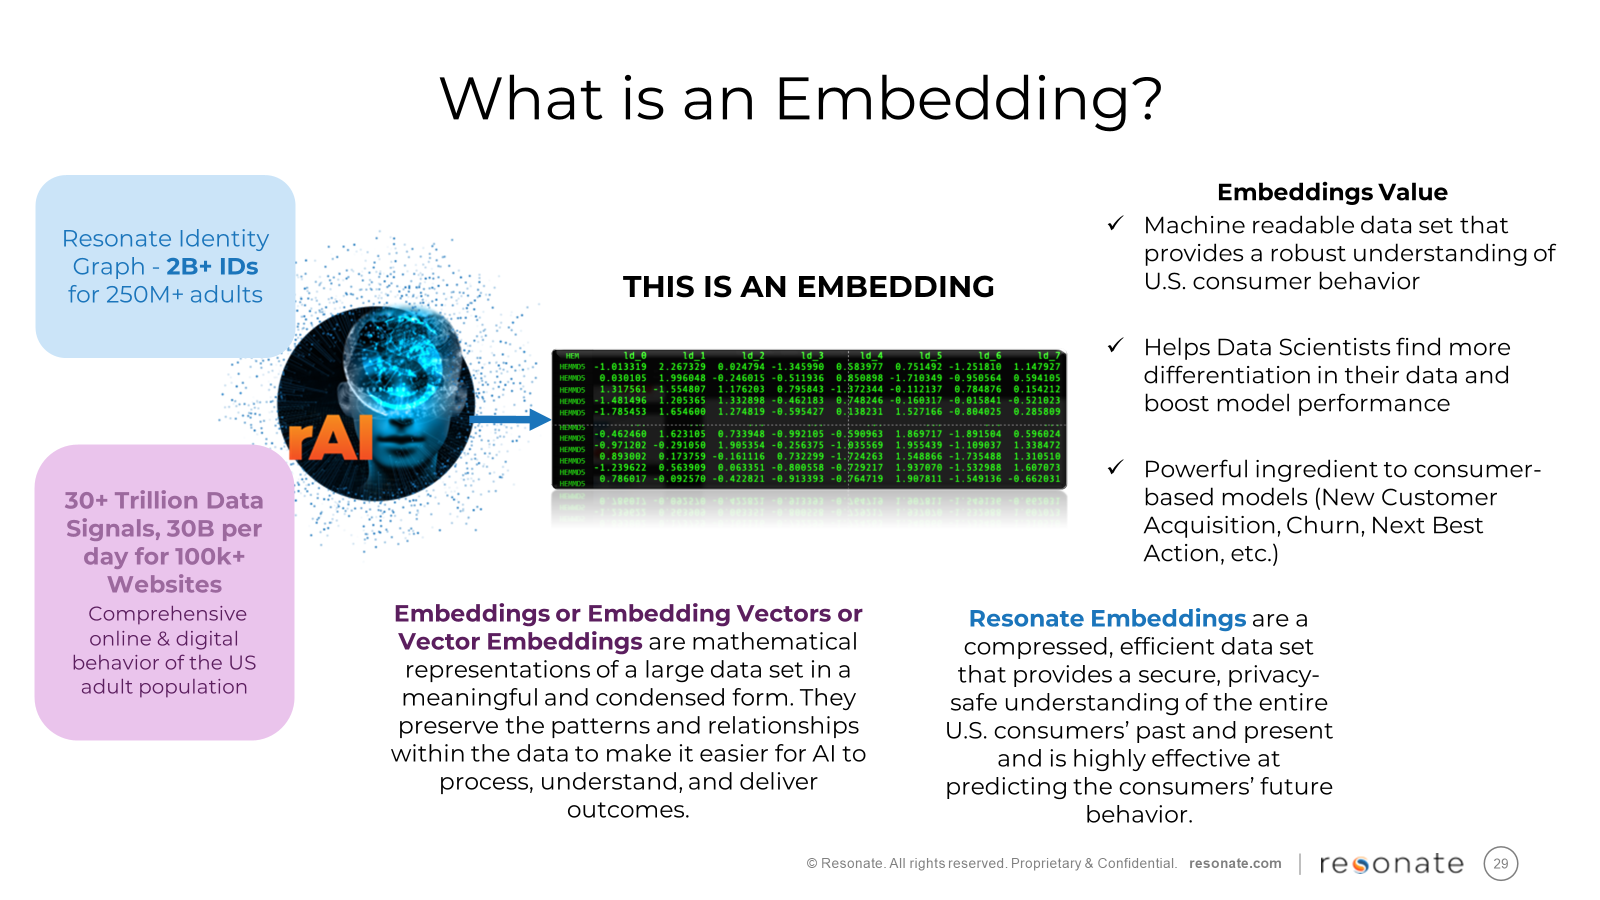 What is an Embedding?
Resonate Identity
Graph - 2B+ IDs
for 250M+ adults
rAI
30+ Trillion Data
Signals, 30B per
day for 100k+
Websites
Comprehensive
online & digital
behavior of the US
adult population
THIS IS AN EMBEDDING
HEM ld_0 ld_1 ld_2 ld_3 ld_4 ld_5 ld_6 ld_7
HEMMD5 -1.013319 2.267329 0.024794 -1.345990 0.583977 0.751492 -1.251810 1.147927
HEMMD5 0.030105 1.996048 -0.246015 -0.511936 0.850898 -1.710349 -0.950564 0.594105
HEMMD5 1.317561 -1.554807 1.176203 0.795843 -1.372344 -0.112137 0.784876 0.154212
HEMMD5 -1.481496 1.205365 1.332898 -0.462183 0.748246 -0.160317 -0.015841 -0.521023
HEMMD5 -1.785453 1.654600 1.274819 -0.595427 0.138231 1.527166 -0.804025 0.285809
HEMMD5
HEMMD5 -0.462460 1.623105 0.733948 -0.992105 -0.590963 1.869717 -1.891504 0.596024
HEMMD5 -0.971202 -0.291050 1.905354 -0.256375 -1.035569 1.955439 -1.109037 1.338472
HEMMD5 0.893002 0.173759 -0.161116 0.732299 -1.724263 1.548866 -1.735488 1.310510
HEMMD5 -1.239622 0.563909 0.063351 -0.800558 -0.729217 1.937070 -1.532988 1.607073
HEMMD5 0.786017 -0.092570 -0.422821 -0.913393 -0.764719 1.907811 -1.549136 -0.662031
Embeddings Value
✓ Machine readable data set that
provides a robust understanding of
U.S. consumer behavior
✓ Helps Data Scientists find more
differentiation in their data and
boost model performance
✓ Powerful ingredient to consumer-
based models (New Customer
Acquisition, Churn, Next Best
Action, etc.)
Embeddings or Embedding Vectors or
Vector Embeddings are mathematical
representations of a large data set in a
meaningful and condensed form. They
preserve the patterns and relationships
within the data to make it easier for AI to
process, understand, and deliver
outcomes.
Resonate Embeddings are a
compressed, efficient data set
that provides a secure, privacy-
safe understanding of the entire
U.S. consumers’ past and present
and is highly effective at
predicting the consumers’ future
behavior.
© Resonate. All rights reserved. Proprietary & Confidential. resonate.com | resonate 29